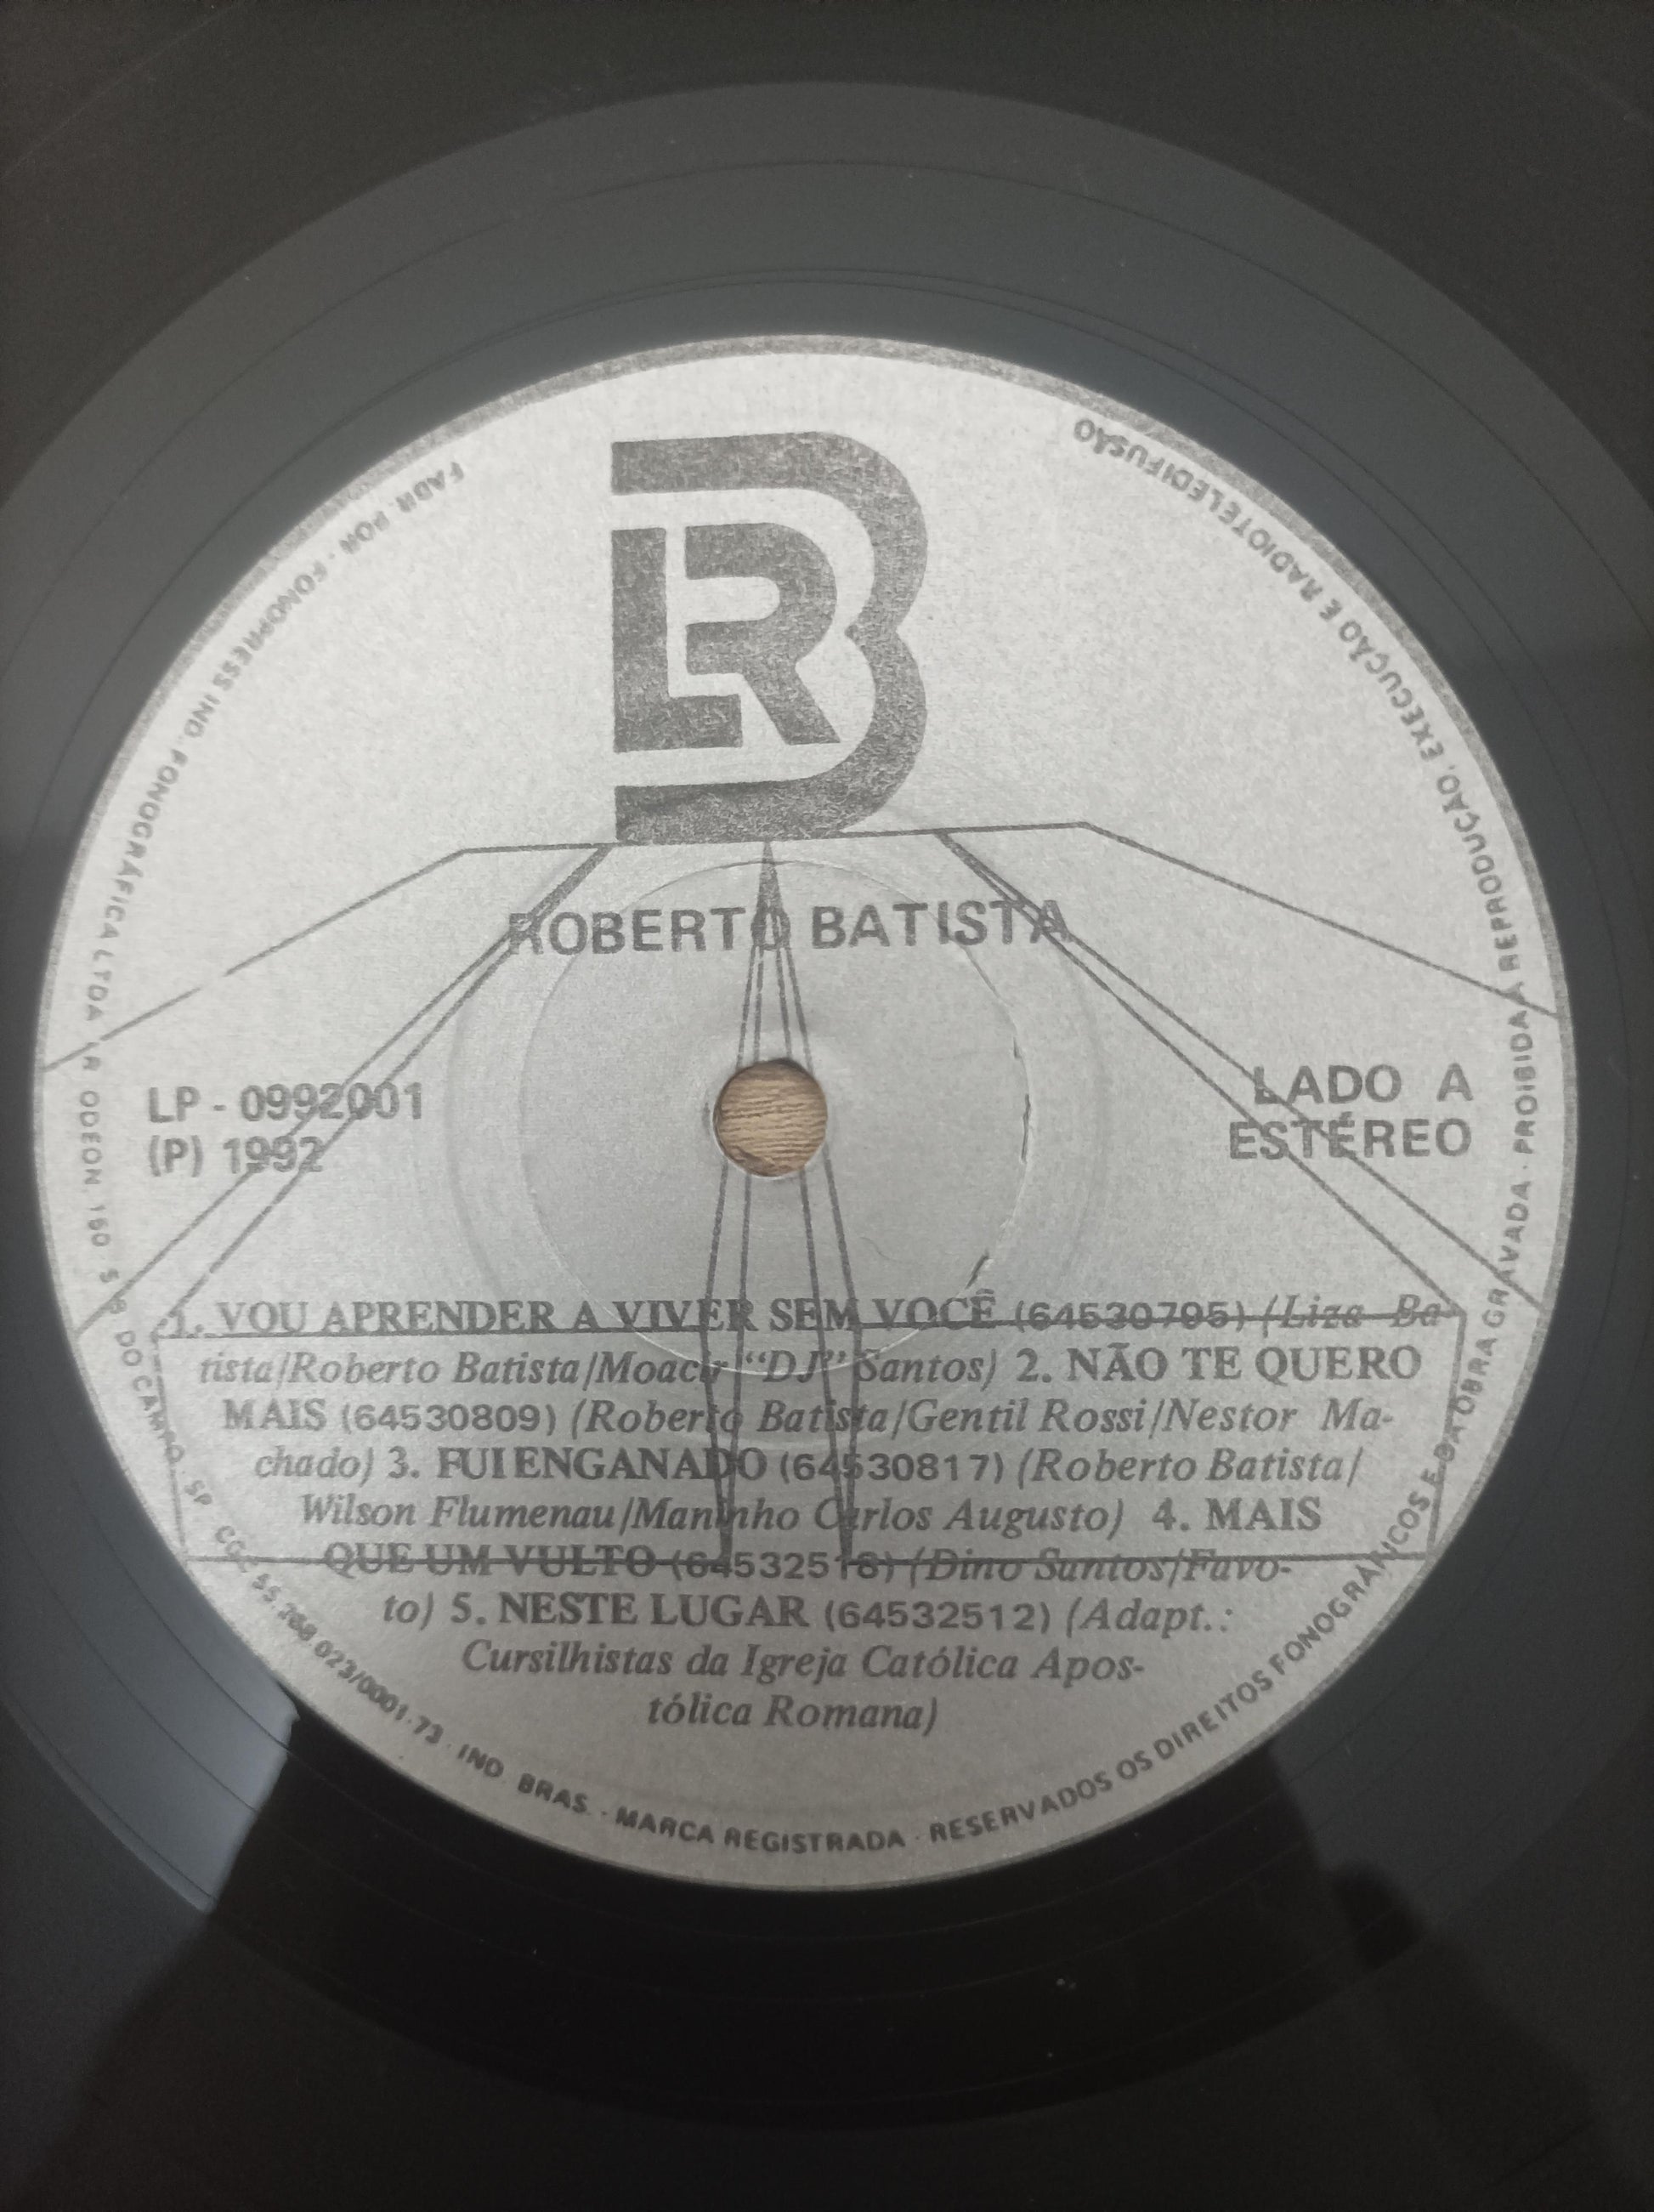 LRB
ROBERTO BATISTA
LP - 0992001
(P) 1992
LADO A
ESTÉREO
1. VOU APRENDER A VIVER SEM VOCÊ (64530795) (Liza Ba-
tista/Roberto Batista/Moacir “DJ” Santos) 2. NÃO TE QUERO
MAIS (64530809) (Roberto Batista/Gentil Rossi/Nestor Ma-
chado) 3. FUI ENGANADO (64530817) (Roberto Batista/
Wilson Flumenau/Maninho Carlos Augusto) 4. MAIS
QUE UM VULTO (64532518) (Dino Santos/Favo-
to) 5. NESTE LUGAR (64532512) (Adapt.:
Cursilhistas da Igreja Católica Apos-
tólica Romana)
FABR. POR. FONOPRESS IND. FONOGRÁFICA LTDA. R ODEON, 150 S B DO CAMPO SP CGC 55 768 023/0001-73 · IND. BRAS. · MARCA REGISTRADA · RESERVADOS OS DIREITOS FONOGRÁFICOS E DA OBRA GRAVADA · PROIBIDA A REPRODUÇÃO, EXECUÇÃO E RADIOTELEDIFUSÃO